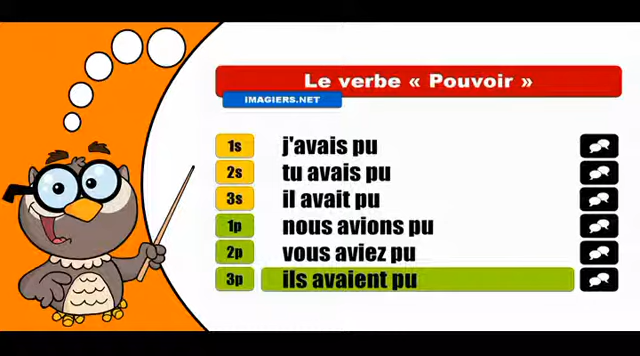 Le verbe « Pouvoir »
IMAGIERS.NET
1s j'avais pu
2s tu avais pu
3s il avait pu
1p nous avions pu
2p vous aviez pu
3p ils avaient pu